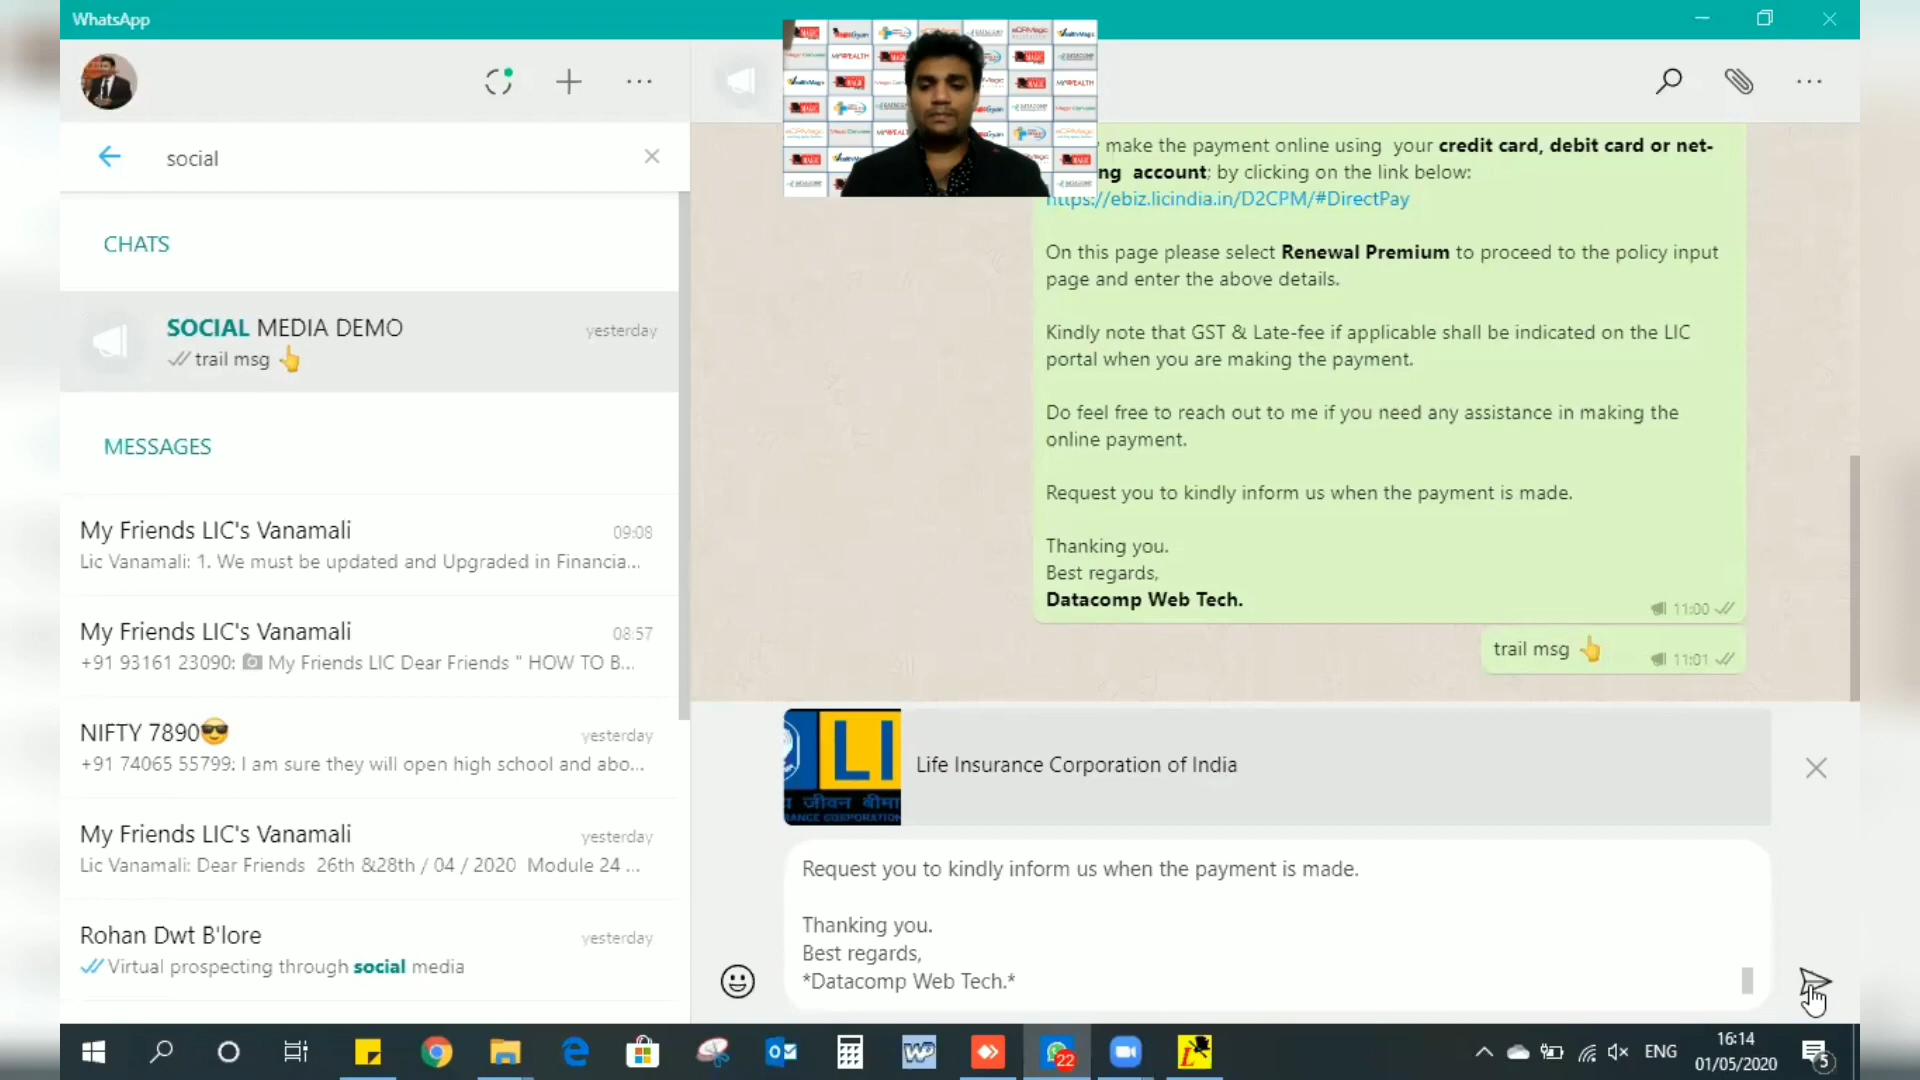 WhatsApp
social
CHATS
SOCIAL MEDIA DEMO
yesterday
trail msg 👆
MESSAGES
My Friends LIC's Vanamali
09:08
Lic Vanamali: 1. We must be updated and Upgraded in Financia...
My Friends LIC's Vanamali
08:57
+91 93161 23090: 📷 My Friends LIC Dear Friends " HOW TO B...
NIFTY 7890😎
yesterday
+91 74065 55799: I am sure they will open high school and abo...
My Friends LIC's Vanamali
yesterday
Lic Vanamali: Dear Friends 26th &28th / 04 / 2020 Module 24 ...
Rohan Dwt B'lore
yesterday
Virtual prospecting through social media
make the payment online using your credit card, debit card or net-
ng account; by clicking on the link below:
https://ebiz.licindia.in/D2CPM/#DirectPay
On this page please select Renewal Premium to proceed to the policy input
page and enter the above details.
Kindly note that GST & Late-fee if applicable shall be indicated on the LIC
portal when you are making the payment.
Do feel free to reach out to me if you need any assistance in making the
online payment.
Request you to kindly inform us when the payment is made.
Thanking you.
Best regards,
Datacomp Web Tech.
11:00
trail msg 👆
11:01
LI
जीवन बीमा
RANCE CORPORATION
Life Insurance Corporation of India
Request you to kindly inform us when the payment is made.
Thanking you.
Best regards,
*Datacomp Web Tech.*
22
ENG
16:14
01/05/2020
5